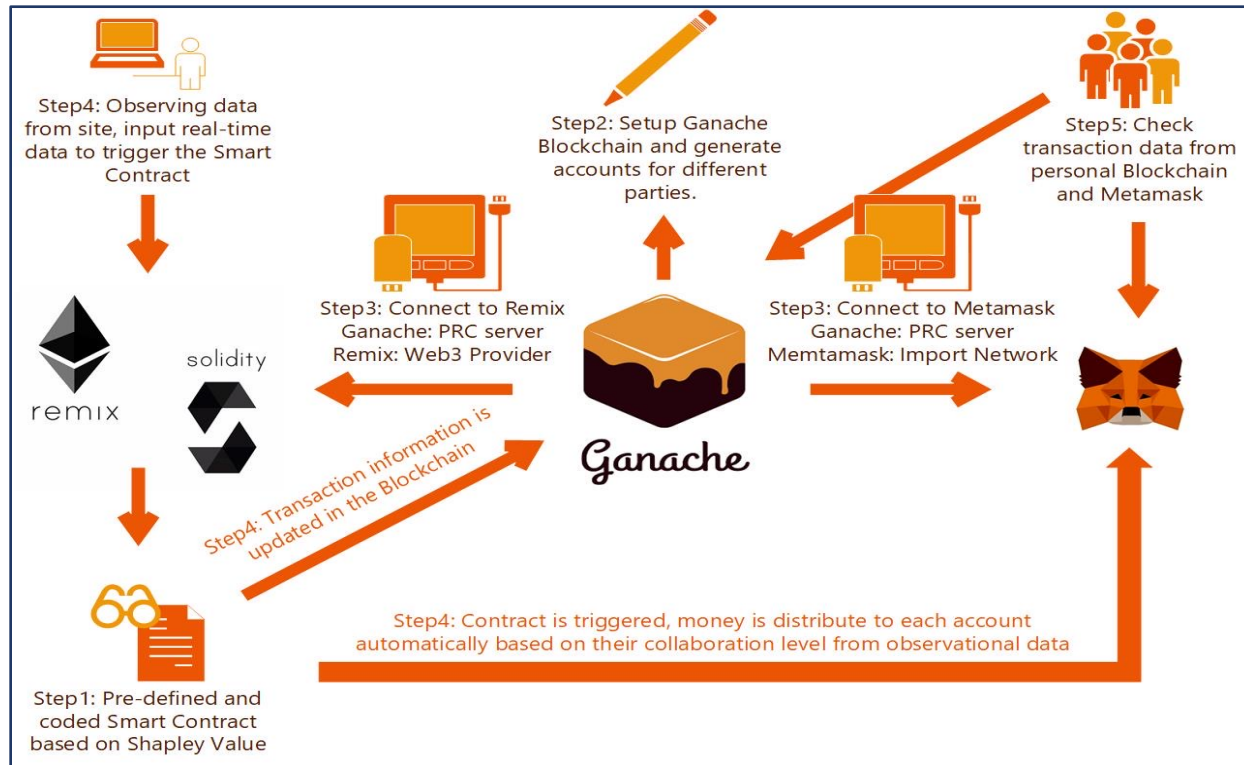 Step4: Observing data
from site, input real-time
data to trigger the Smart
Contract
Step2: Setup Ganache
Blockchain and generate
accounts for different
parties.
Step5: Check
transaction data from
personal Blockchain
and Metamask
Step3: Connect to Remix
Ganache: PRC server
Remix: Web3 Provider
Step3: Connect to Metamask
Ganache: PRC server
Memtamask: Import Network
remix
solidity
Ganache
Step4: Transaction information is
updated in the Blockchain
Step4: Contract is triggered, money is distribute to each account
automatically based on their collaboration level from observational data
Step1: Pre-defined and
coded Smart Contract
based on Shapley Value